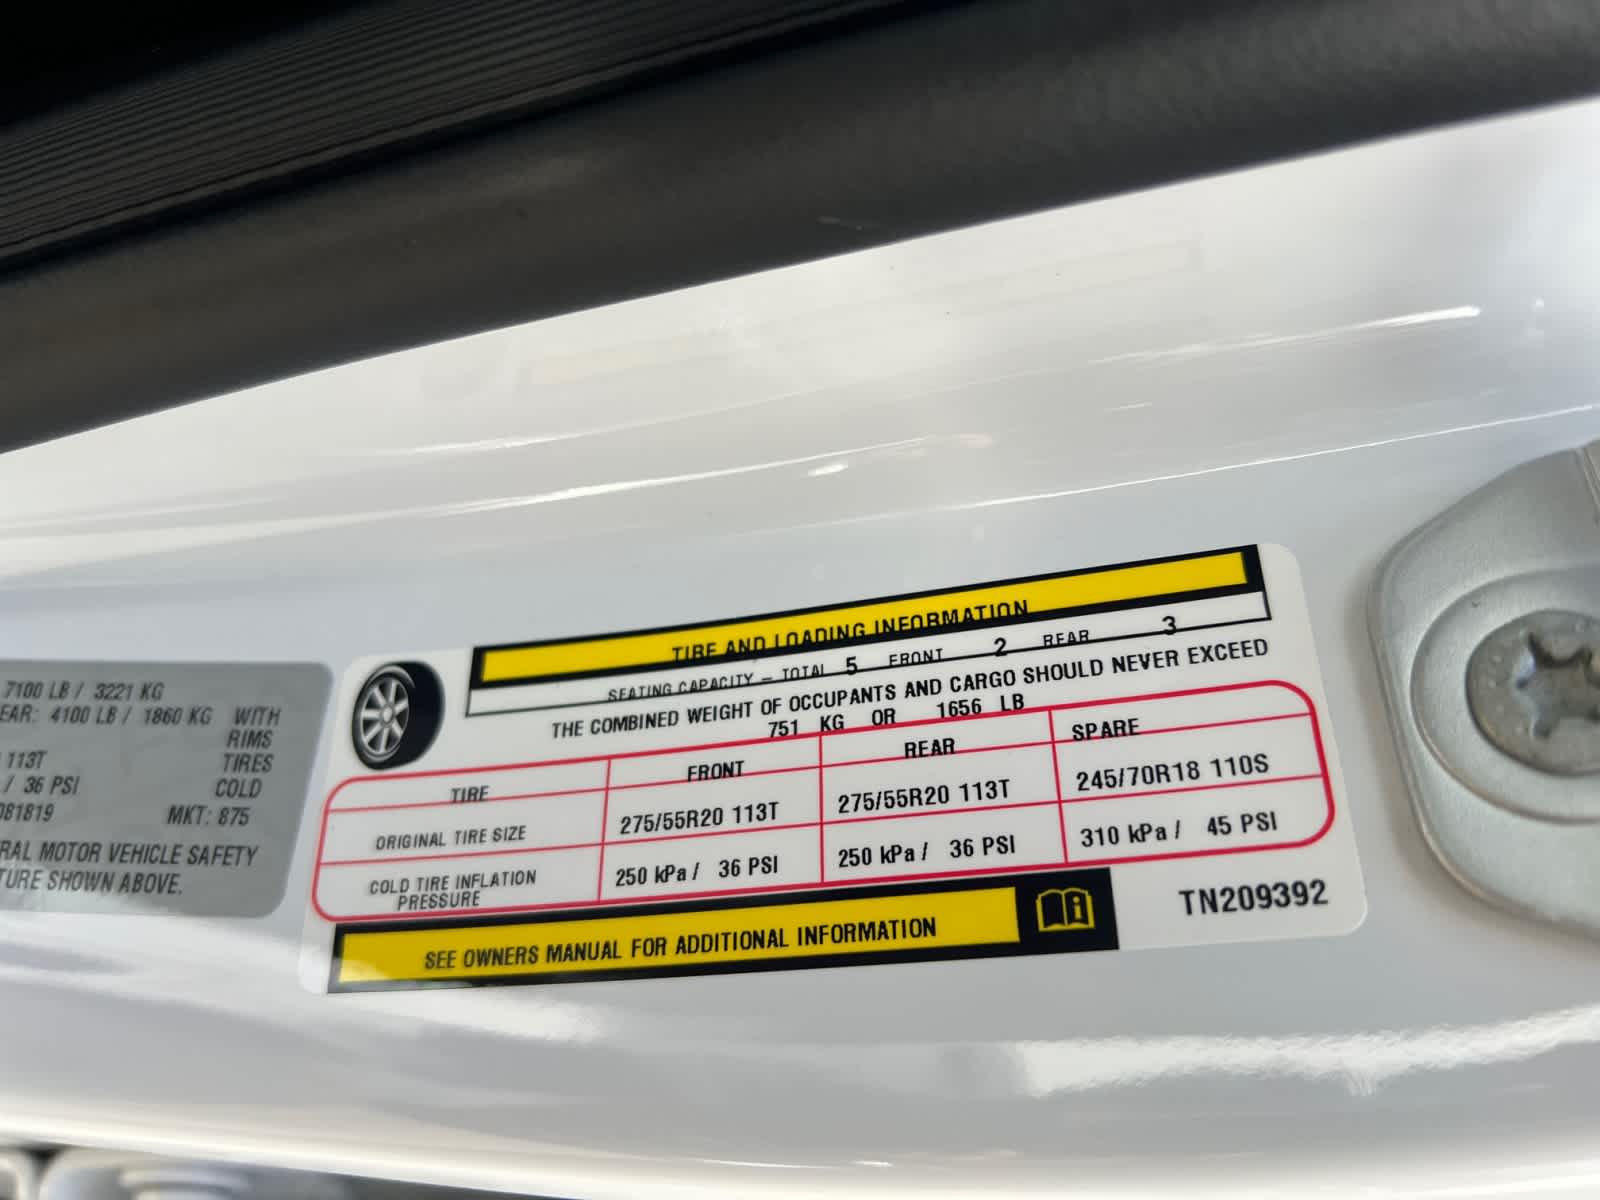 7100 LB / 3221 KG
EAR: 4100 LB / 1860 KG WITH
RIMS
113T TIRES
/ 36 PSI COLD
081819 MKT: 875
RAL MOTOR VEHICLE SAFETY
TURE SHOWN ABOVE.
TIRE AND LOADING INFORMATION
SEATING CAPACITY – TOTAL 5 FRONT 2 REAR 3
THE COMBINED WEIGHT OF OCCUPANTS AND CARGO SHOULD NEVER EXCEED
751 KG OR 1656 LB
TIRE FRONT REAR SPARE
ORIGINAL TIRE SIZE 275/55R20 113T 275/55R20 113T 245/70R18 110S
COLD TIRE INFLATION
PRESSURE 250 kPa / 36 PSI 250 kPa / 36 PSI 310 kPa / 45 PSI
SEE OWNERS MANUAL FOR ADDITIONAL INFORMATION
TN209392